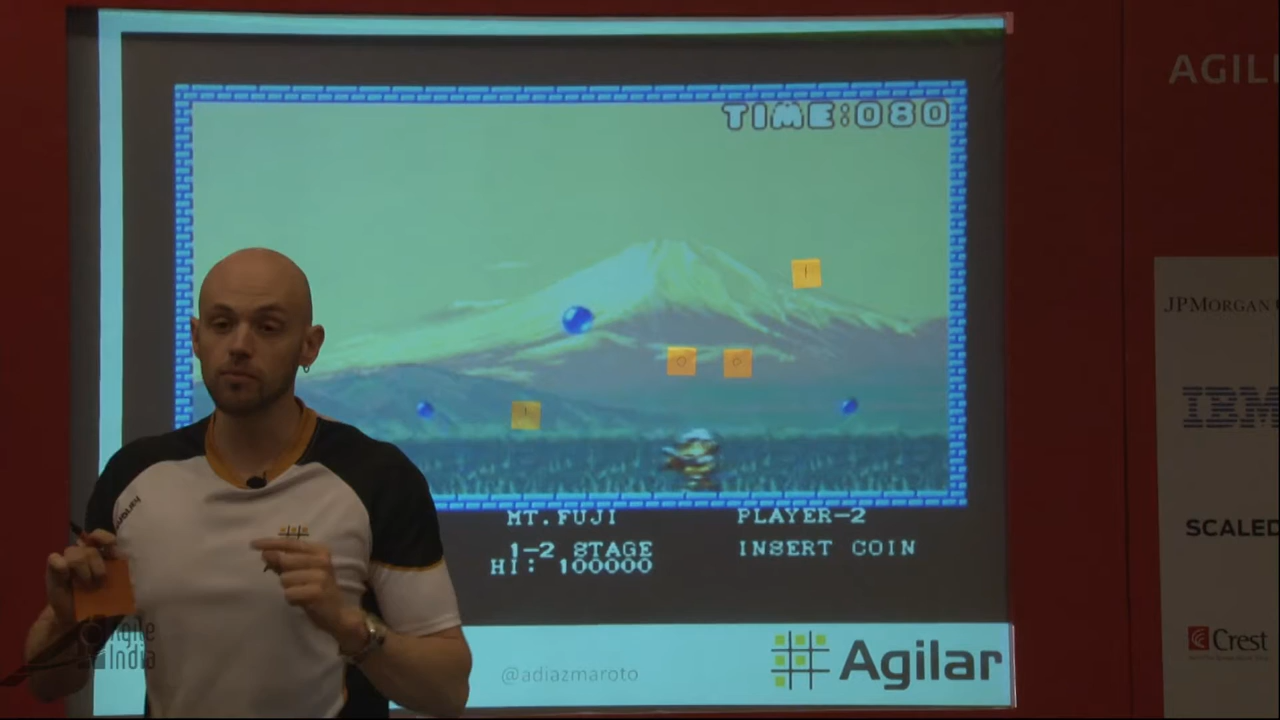 TIME:080
AGIL
JPMORGAN
IBM
I
O O
MT.FUJI PLAYER-2
1-2 STAGE INSERT COIN
HI: 100000
SCALED
Agile
India
@adiazmaroto
Agilar
Crest